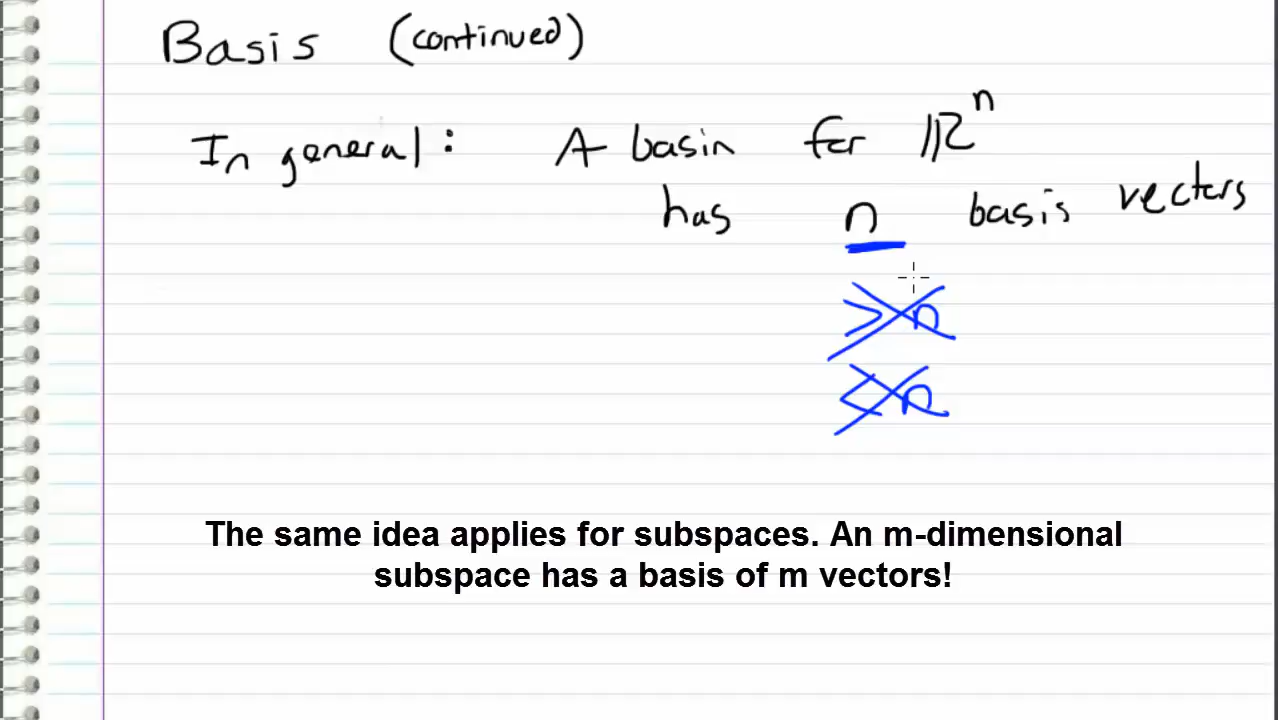 Basis (continued)
In general: A basin for ℝⁿ
has n basis vectors
>n
<n
The same idea applies for subspaces. An m-dimensional
subspace has a basis of m vectors!